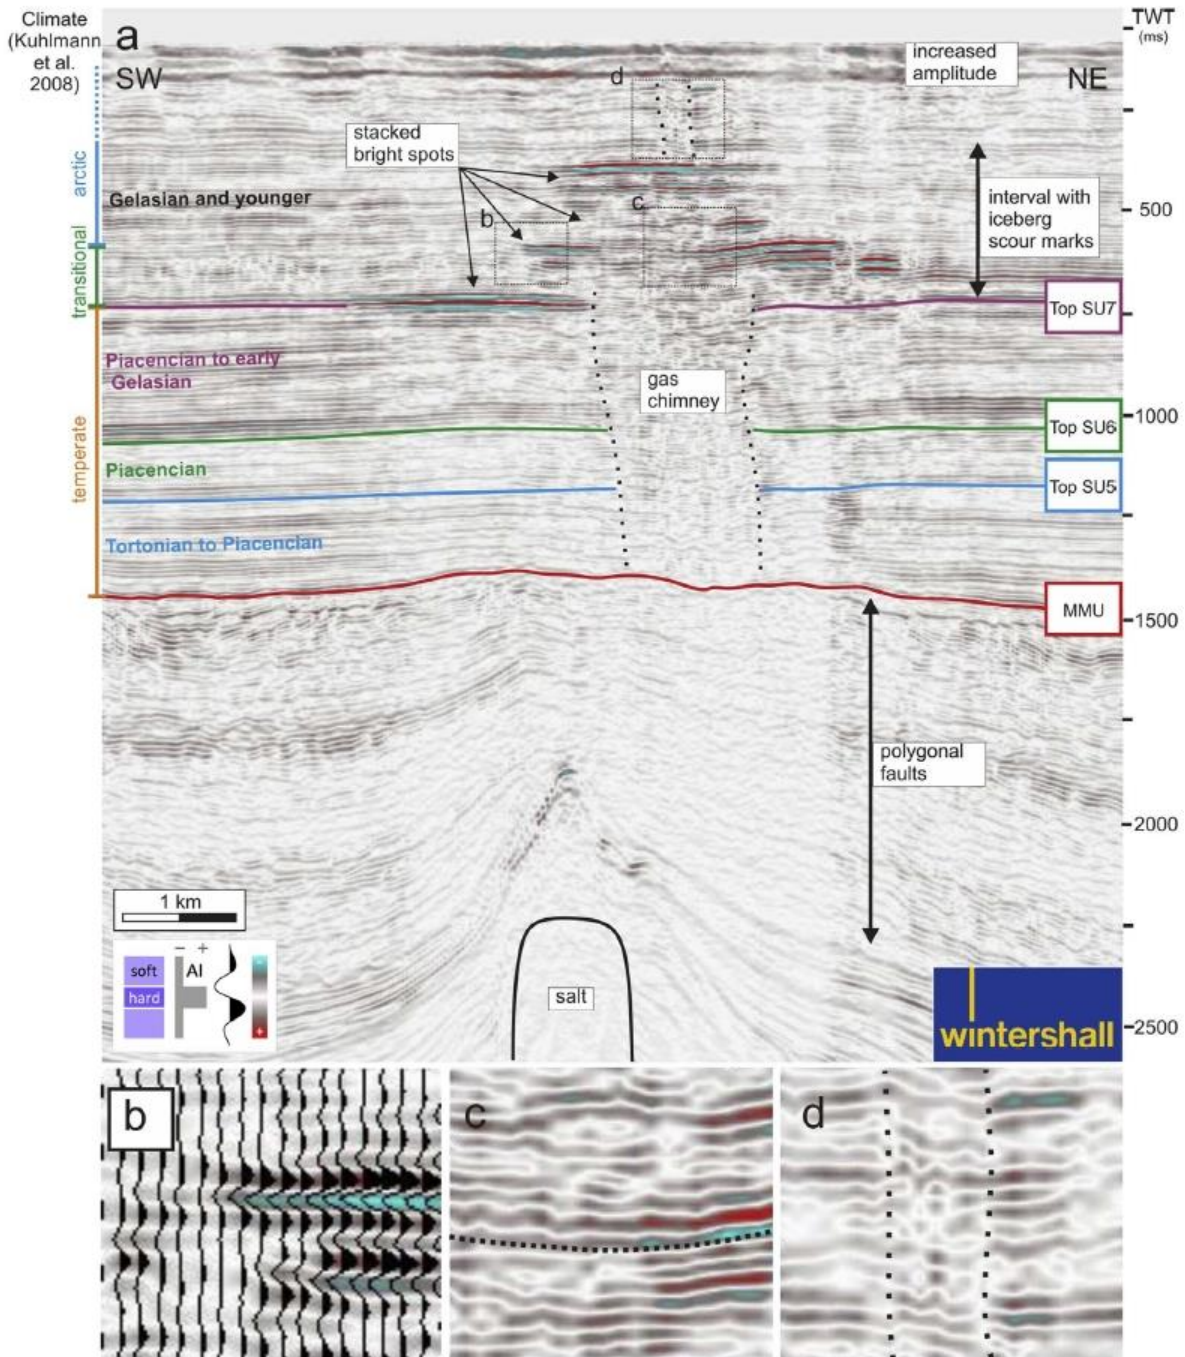 Climate
(Kuhlmann
et al.
2008)
a
SW
NE
TWT
(ms)
increased
amplitude
d
stacked
bright spots
arctic
Gelasian and younger
b
c
interval with
iceberg
scour marks
500
transitional
Top SU7
Piacencian to early
Gelasian
gas
chimney
1000
Top SU6
temperate
Piacencian
Top SU5
Tortonian to Piacencian
MMU
1500
polygonal
faults
2000
1 km
- +
soft
AI
hard
-
+
salt
wintershall
2500
b
c
d